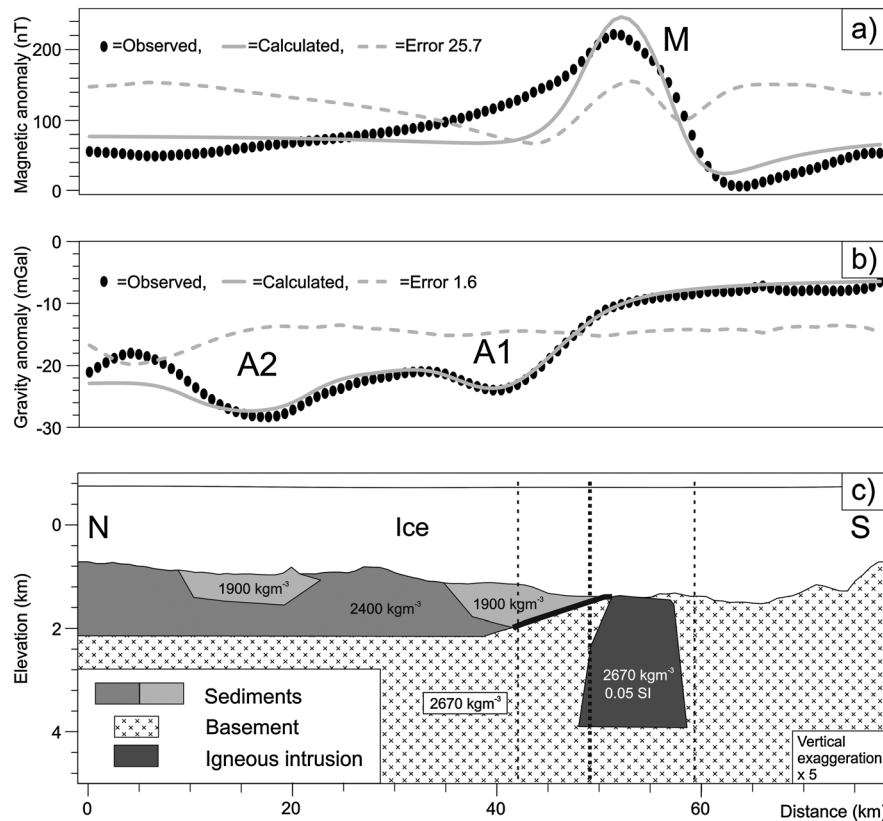 a)
=Observed, =Calculated, =Error 25.7
M
Magnetic anomaly (nT)
200
100
0
b)
=Observed, =Calculated, =Error 1.6
A2
A1
Gravity anomaly (mGal)
0
-10
-20
-30
c)
N
Ice
S
1900 kgm⁻³
2400 kgm⁻³
1900 kgm⁻³
2670 kgm⁻³
0.05 SI
2670 kgm⁻³
Elevation (km)
0
2
4
Sediments
Basement
Igneous intrusion
Vertical
exaggeration
x 5
0
20
40
60
Distance (km)